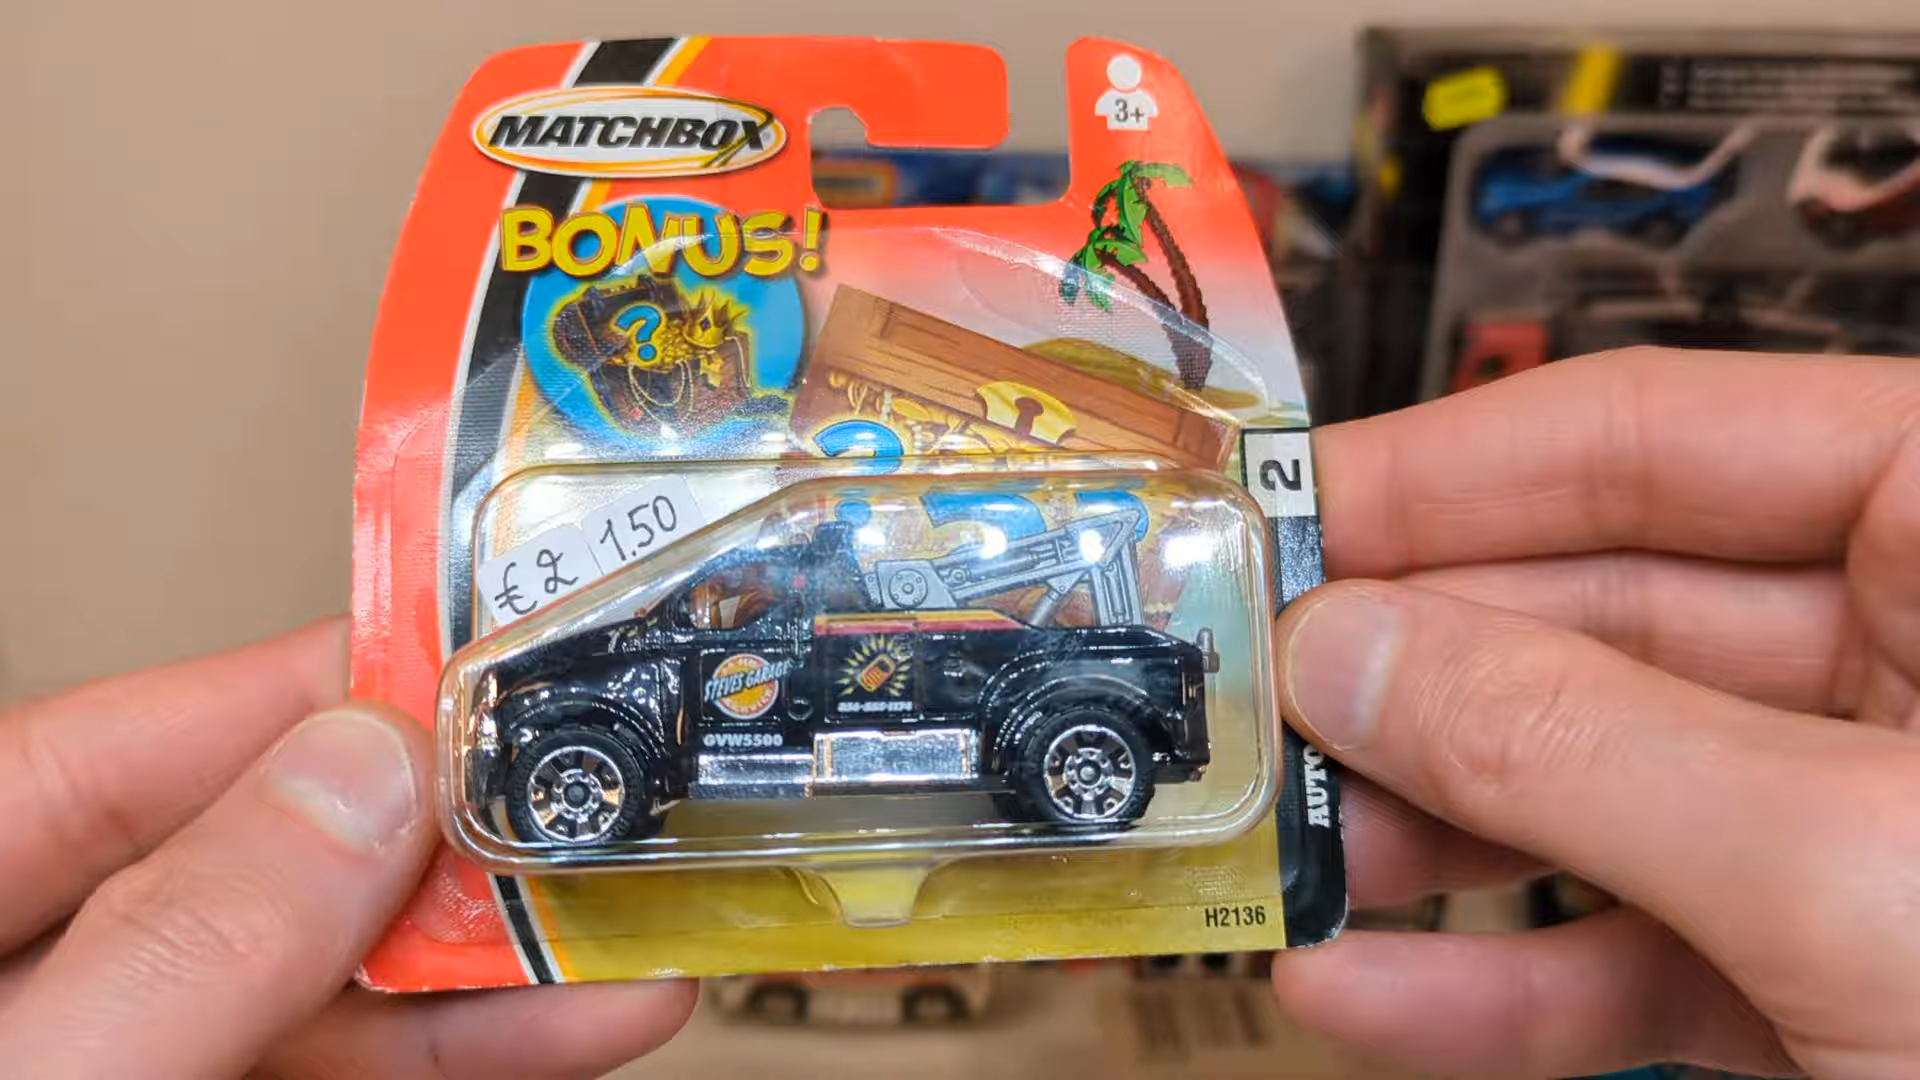 MATCHBOX
3+
BONUS!
?
2
1.50
€2
STEVES GARAGE
GVW5500
AUTO
H2136